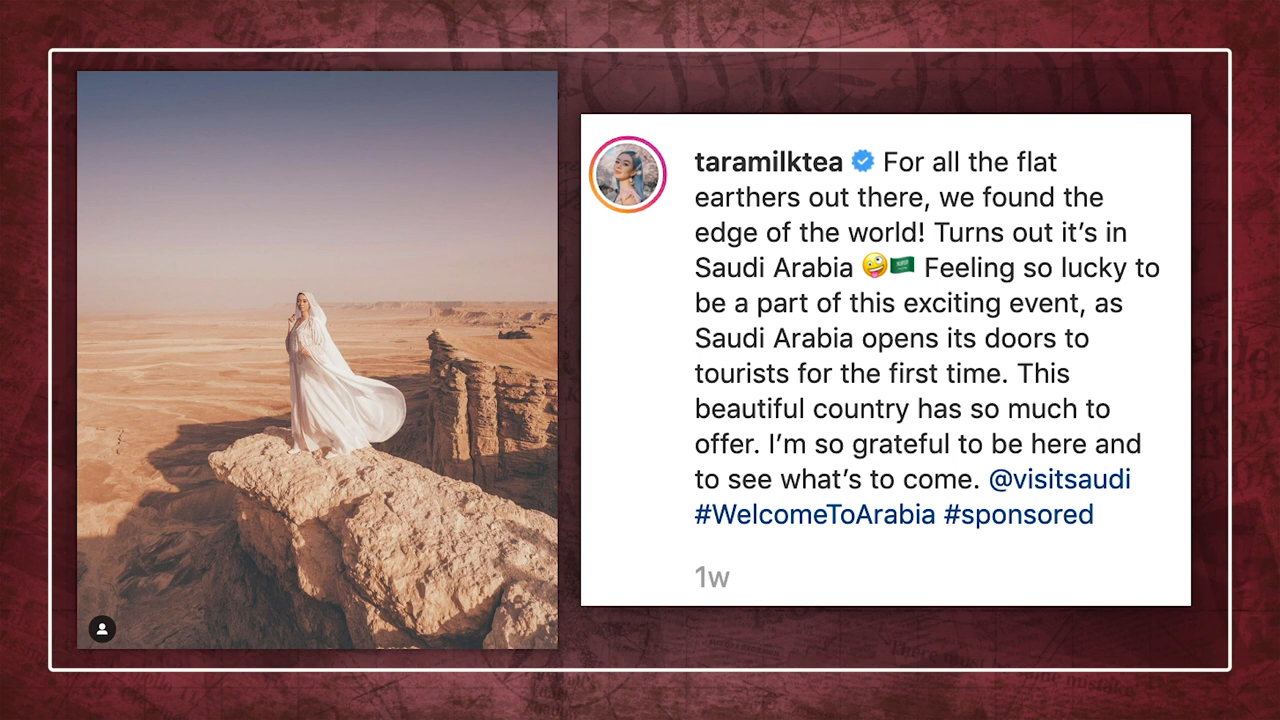 taramilktea For all the flat
earthers out there, we found the
edge of the world! Turns out it’s in
Saudi Arabia 🤪🇸🇦 Feeling so lucky to
be a part of this exciting event, as
Saudi Arabia opens its doors to
tourists for the first time. This
beautiful country has so much to
offer. I’m so grateful to be here and
to see what’s to come. @visitsaudi
#WelcomeToArabia #sponsored
1w